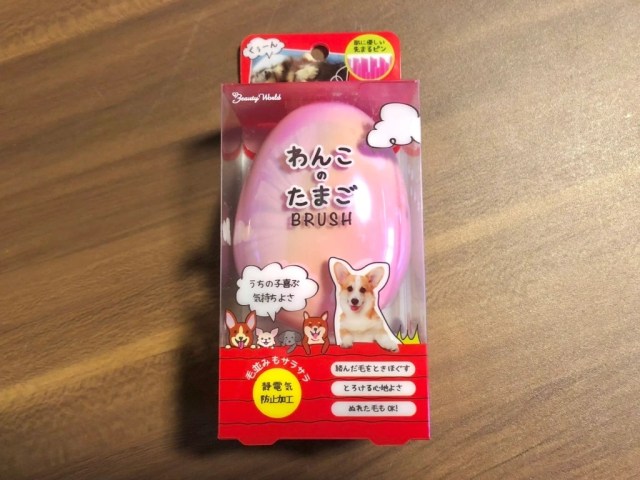 くぅーん
肌に優しい
先まるピン
Beauty World
わんこ
の
たまご
BRUSH
うちの子喜ぶ
気持ちよさ
毛並みもサラサラ
静電気
防止加工
絡んだ毛をときほぐす
とろける心地よさ
ぬれた毛もOK!